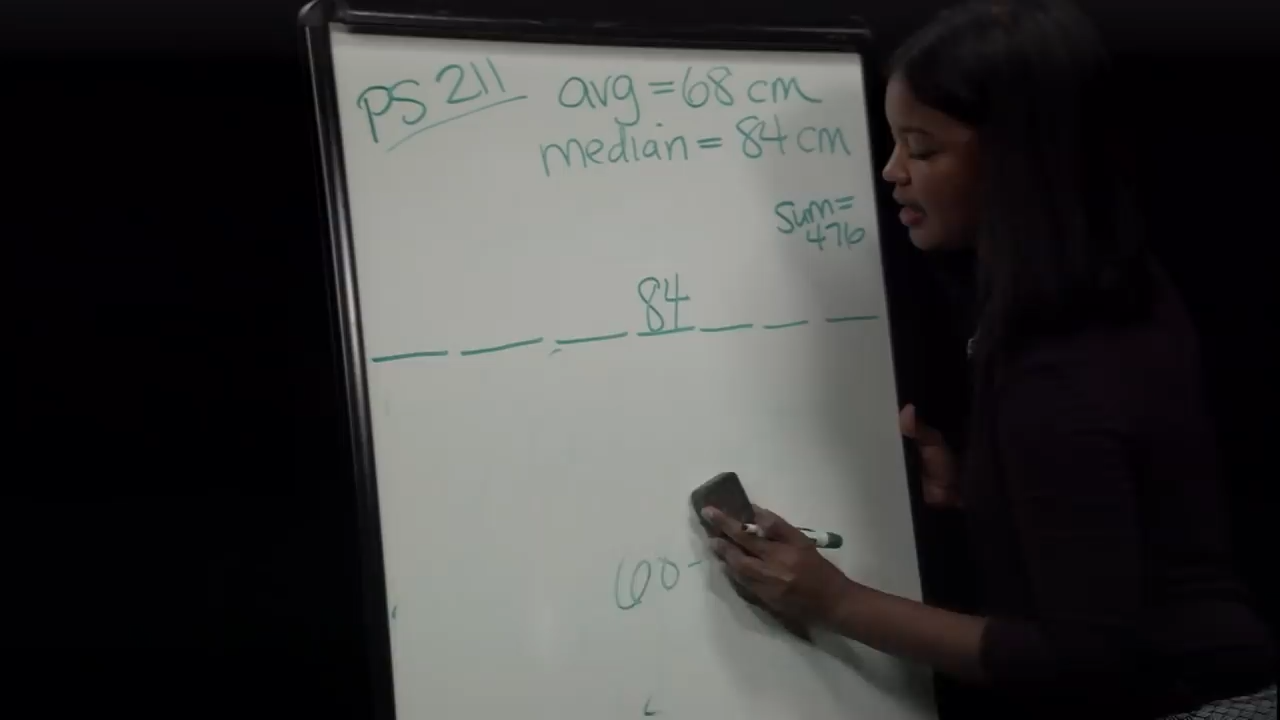 PS 211
avg = 68 cm
median = 84 cm
sum =
476
84